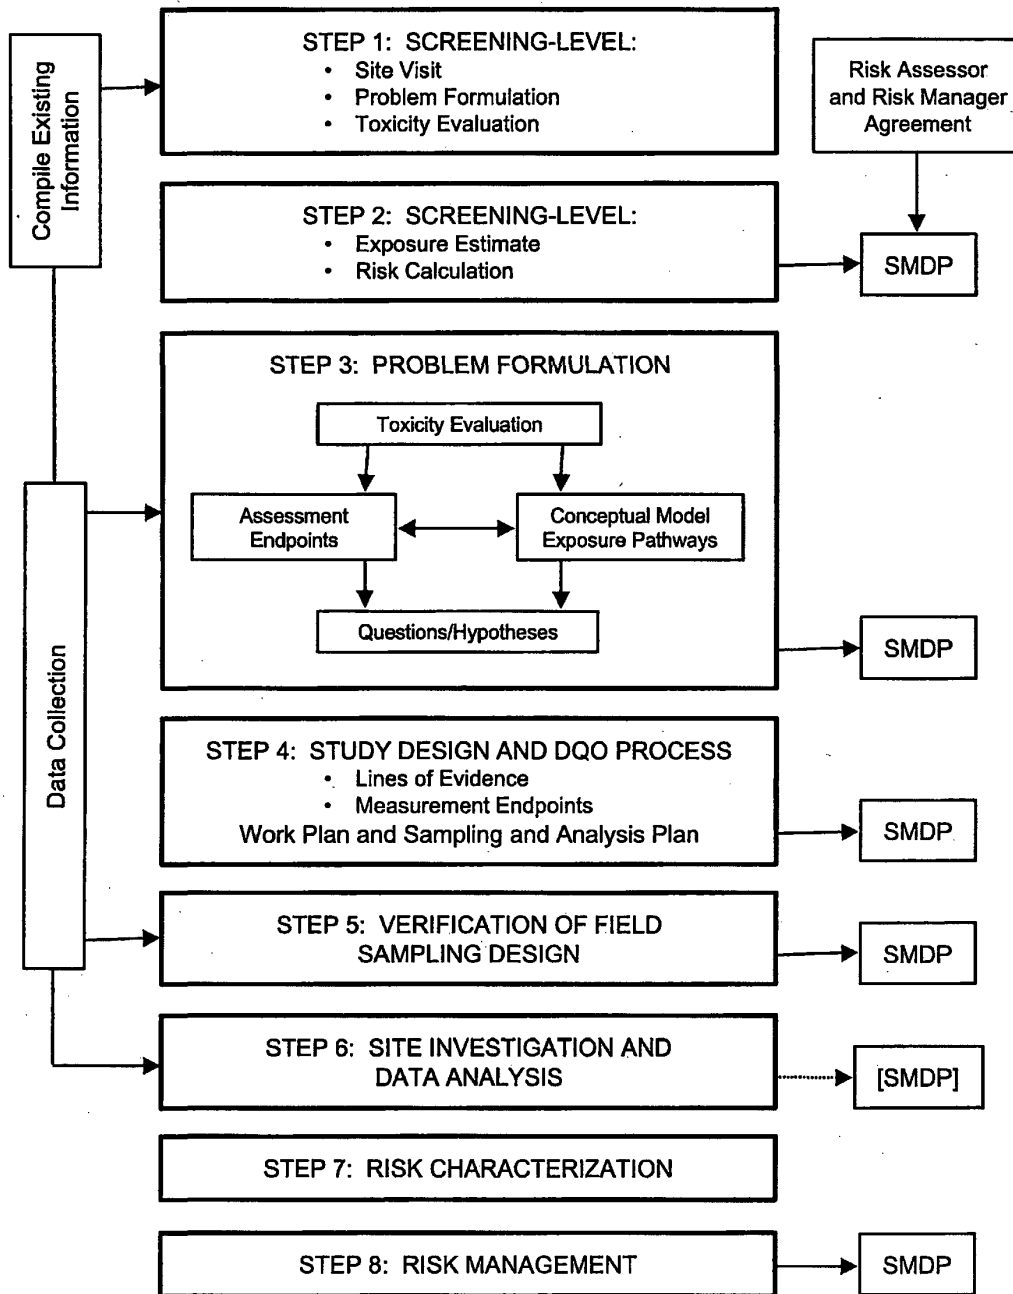 Compile Existing
Information
STEP 1: SCREENING-LEVEL:
• Site Visit
• Problem Formulation
• Toxicity Evaluation
Risk Assessor
and Risk Manager
Agreement
STEP 2: SCREENING-LEVEL:
• Exposure Estimate
• Risk Calculation
SMDP
Data Collection
STEP 3: PROBLEM FORMULATION
Toxicity Evaluation
Assessment
Endpoints
Conceptual Model
Exposure Pathways
Questions/Hypotheses
SMDP
STEP 4: STUDY DESIGN AND DQO PROCESS
• Lines of Evidence
• Measurement Endpoints
Work Plan and Sampling and Analysis Plan
SMDP
STEP 5: VERIFICATION OF FIELD
SAMPLING DESIGN
SMDP
STEP 6: SITE INVESTIGATION AND
DATA ANALYSIS
[SMDP]
STEP 7: RISK CHARACTERIZATION
STEP 8: RISK MANAGEMENT
SMDP